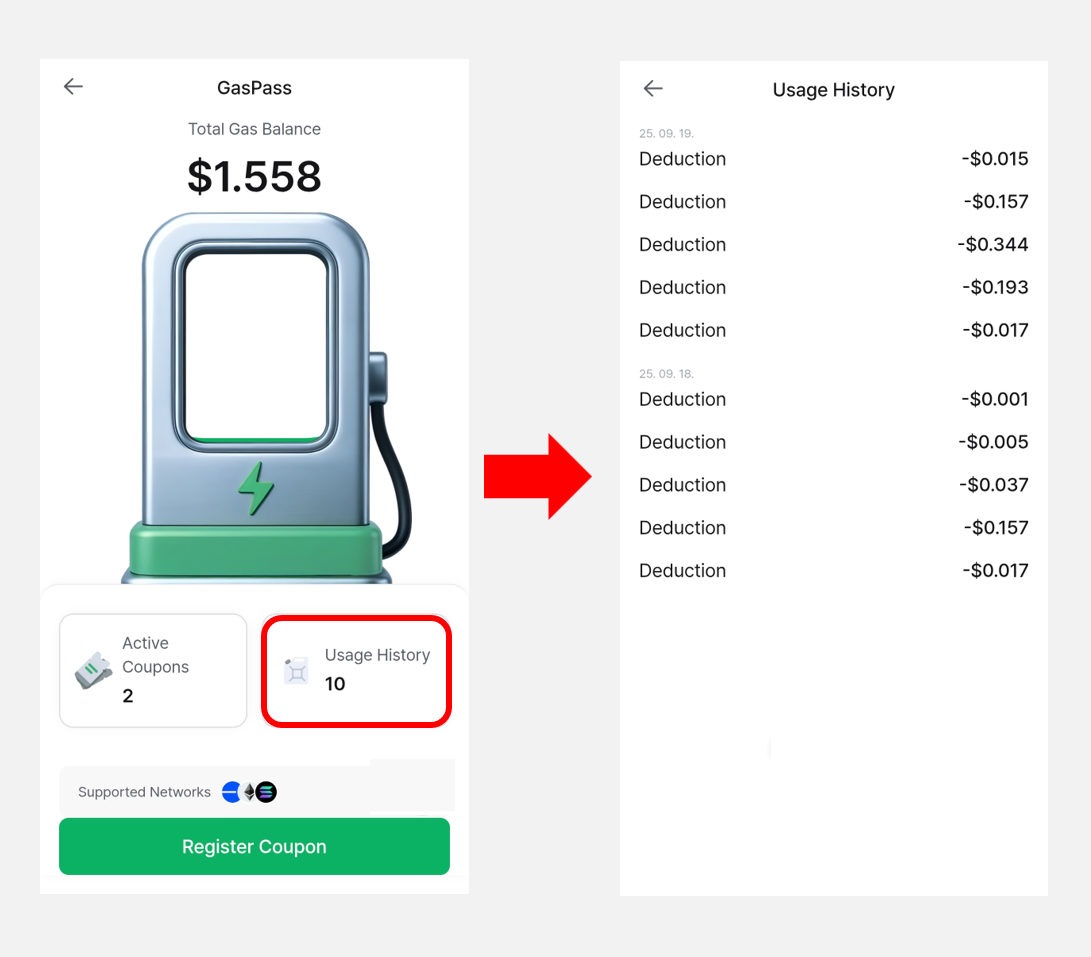 GasPass
Total Gas Balance
$1.558
Active
Coupons
2
Usage History
10
Supported Networks
Register Coupon
Usage History
25. 09. 19.
Deduction -$0.015
Deduction -$0.157
Deduction -$0.344
Deduction -$0.193
Deduction -$0.017
25. 09. 18.
Deduction -$0.001
Deduction -$0.005
Deduction -$0.037
Deduction -$0.157
Deduction -$0.017